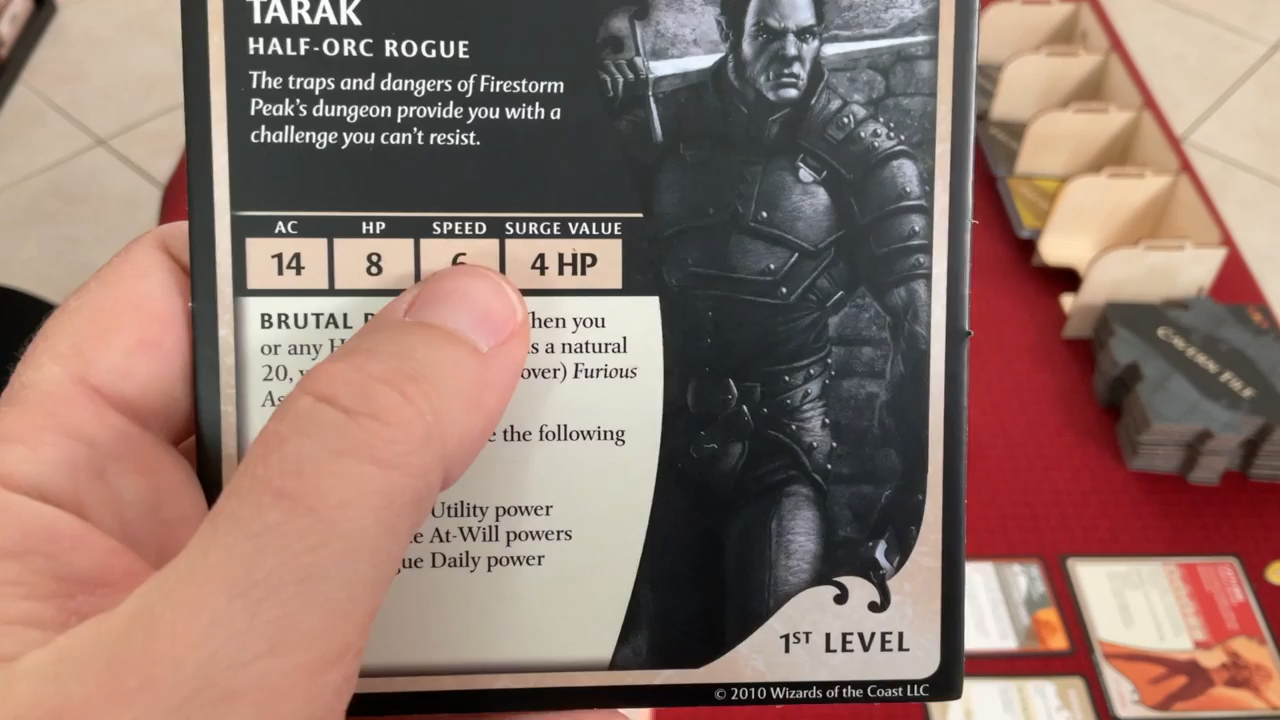 TARAK
HALF-ORC ROGUE
The traps and dangers of Firestorm
Peak's dungeon provide you with a
challenge you can't resist.
AC HP SPEED SURGE VALUE
14 8 6 4 HP
BRUTAL hen you
or any is a natural
20, over) Furious
the following
Utility power
At-Will powers
Daily power
1ST LEVEL
© 2010 Wizards of the Coast LLC
CAVERN TILE